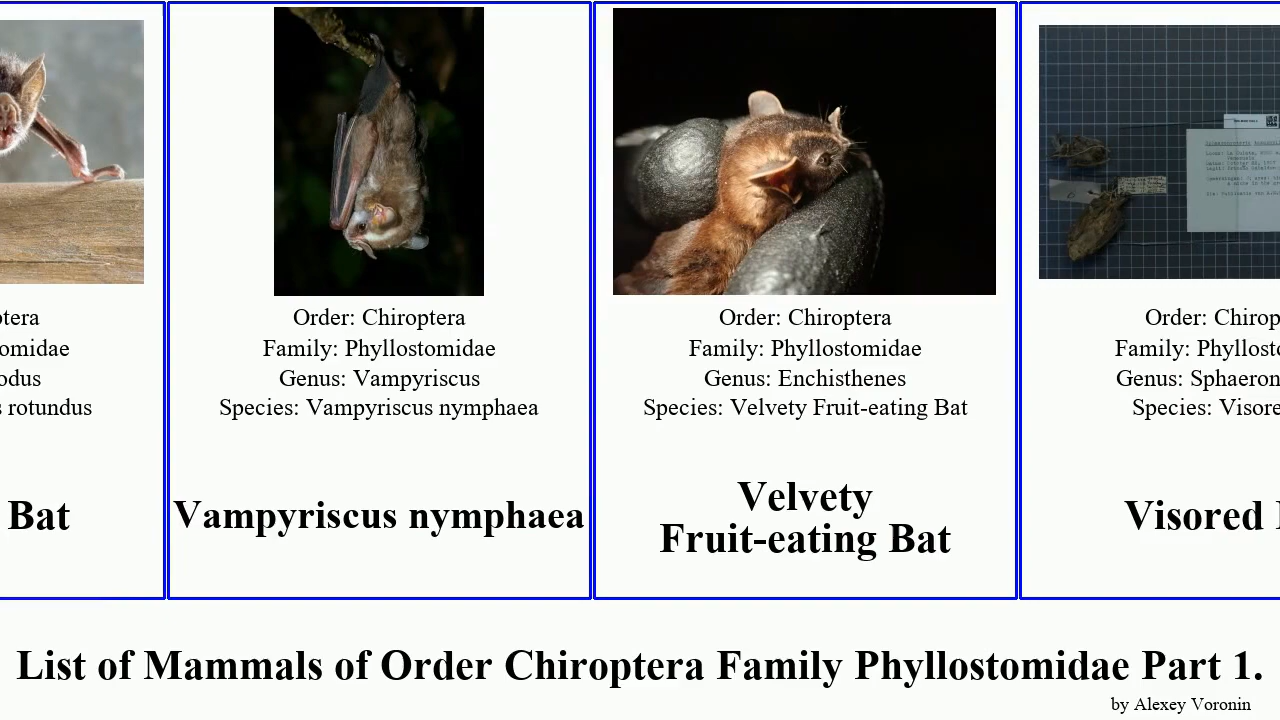 otera
omidae
odus
s rotundus
Bat
Order: Chiroptera
Family: Phyllostomidae
Genus: Vampyriscus
Species: Vampyriscus nymphaea
Vampyriscus nymphaea
Order: Chiroptera
Family: Phyllostomidae
Genus: Enchisthenes
Species: Velvety Fruit-eating Bat
Velvety
Fruit-eating Bat
Order: Chirop
Family: Phyllosto
Genus: Sphaeron
Species: Visore
Visored
List of Mammals of Order Chiroptera Family Phyllostomidae Part 1.
by Alexey Voronin